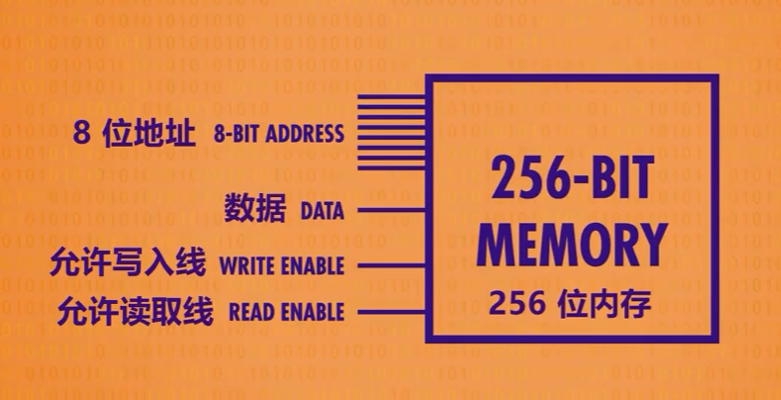 8 位地址 8-BIT ADDRESS
数据 DATA
允许写入线 WRITE ENABLE
允许读取线 READ ENABLE
256-BIT
MEMORY
256 位内存